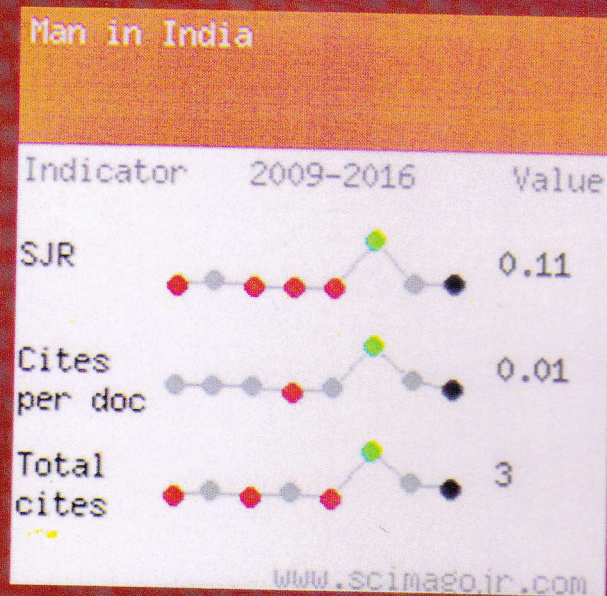 Man in India
Indicator 2009-2016 Value
SJR 0.11
Cites
per doc 0.01
Total
cites 3
www.scimagojr.com